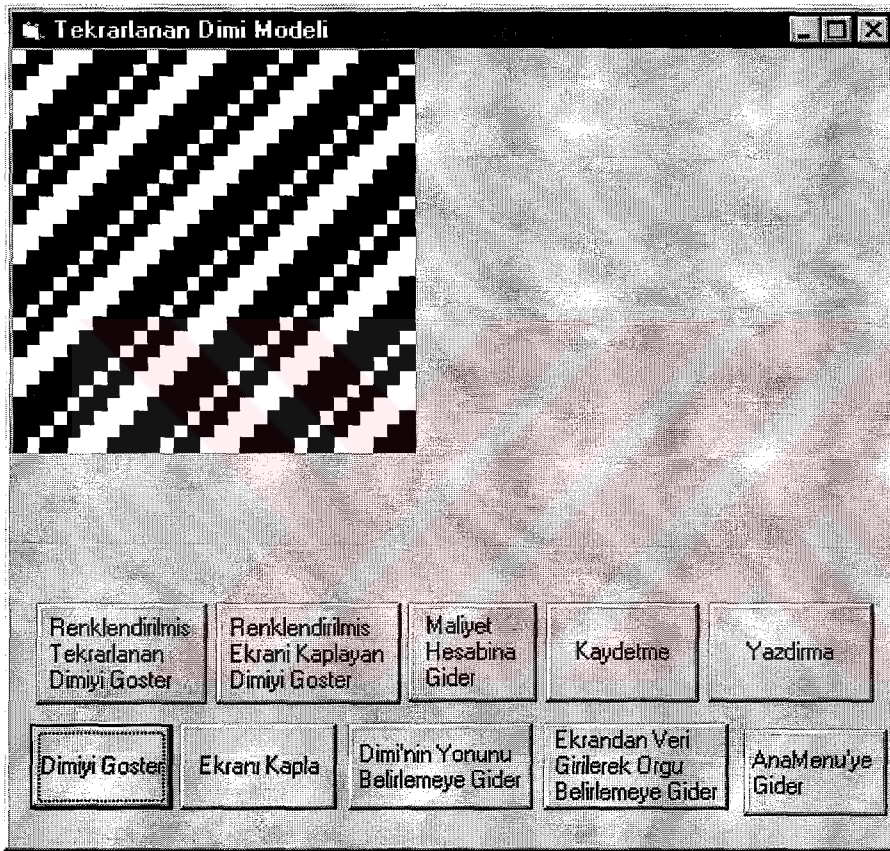 Tekrarlanan Dimi Modeli
Renklendirilmis
Tekrarlanan
Dimiyi Goster
Renklendirilmis
Ekrani Kaplayan
Dimiyi Goster
Maliyet
Hesabina
Gider
Kaydetme
Yazdirma
Dimiyi Goster
Ekranı Kapla
Dimi'nin Yonunu
Belirlemeye Gider
Ekrandan Veri
Girilerek Orgu
Belirlemeye Gider
AnaMenu'ye
Gider